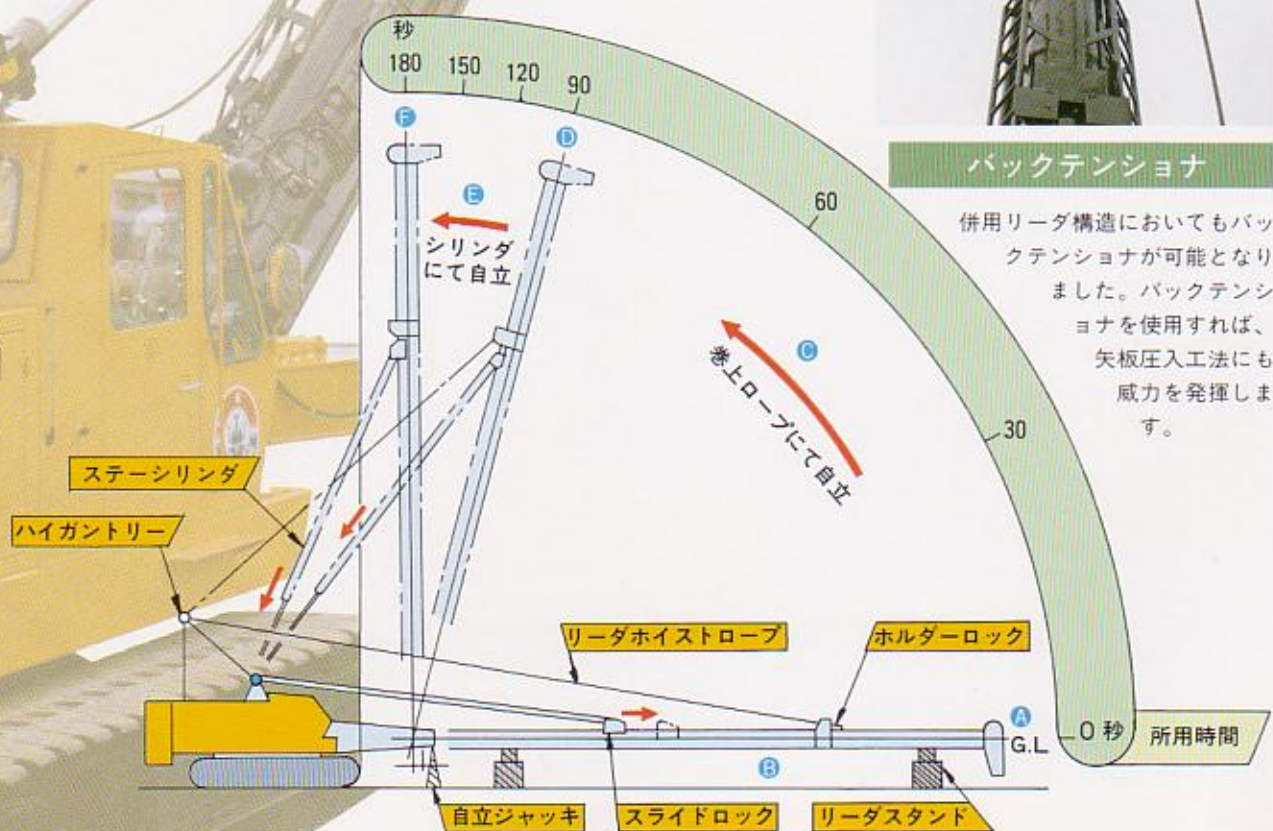 秒
180
150
120
90
60
30
0 秒
所用時間
F
D
E
シリンダ
にて自立
C
巻上ロープにて自立
バックテンショナ
併用リーダ構造においてもバッ
クテンショナが可能となり
ました。バックテンシ
ョナを使用すれば、
矢板圧入工法にも
威力を発揮しま
す。
ステーシリンダ
ハイガントリー
リーダホイストロープ
ホルダーロック
A
G.L
B
自立ジャッキ
スライドロック
リーダスタンド